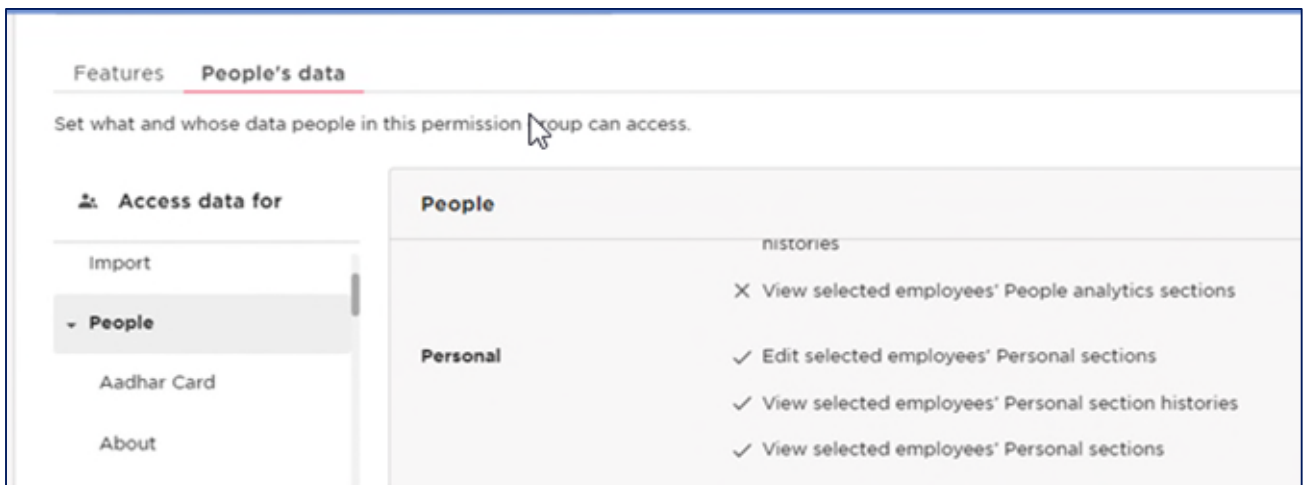 Features People's data
Set what and whose data people in this permission group can access.
Access data for
Import
People
Aadhar Card
About
People
histories
View selected employees' People analytics sections
Personal
Edit selected employees' Personal sections
View selected employees' Personal section histories
View selected employees' Personal sections